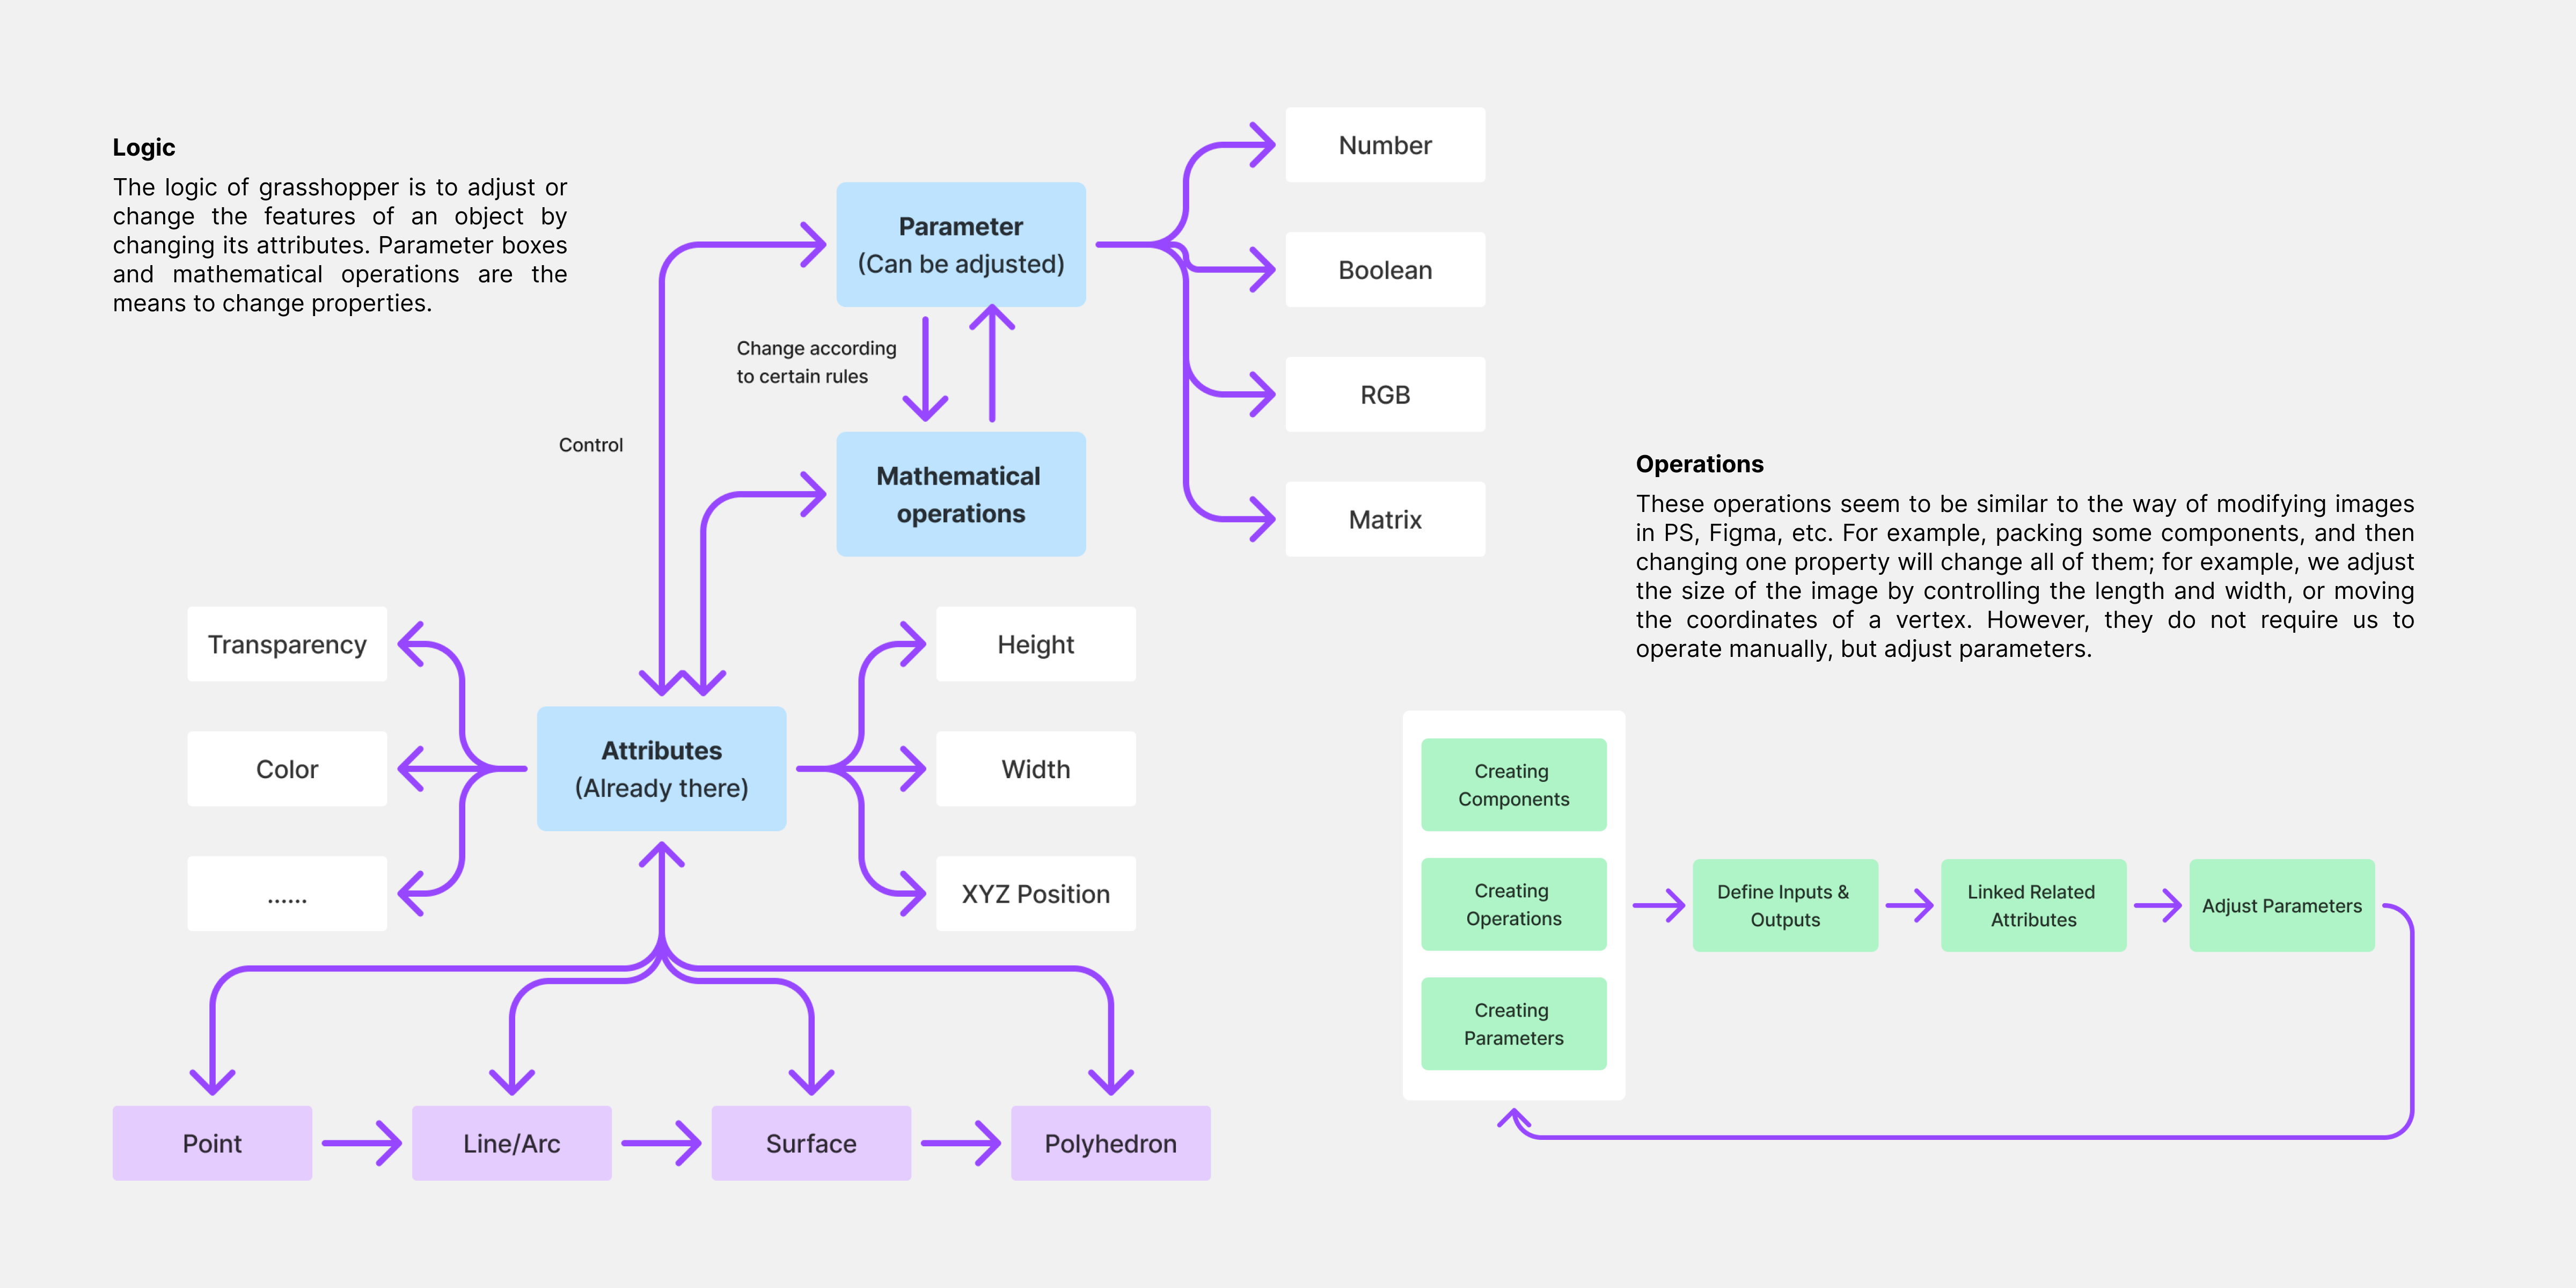 Logic
The logic of grasshopper is to adjust or
change the features of an object by
changing its attributes. Parameter boxes
and mathematical operations are the
means to change properties.
Parameter
(Can be adjusted)
Number
Boolean
RGB
Matrix
Change according
to certain rules
Control
Mathematical
operations
Transparency
Color
......
Attributes
(Already there)
Height
Width
XYZ Position
Point
Line/Arc
Surface
Polyhedron
Operations
These operations seem to be similar to the way of modifying images
in PS, Figma, etc. For example, packing some components, and then
changing one property will change all of them; for example, we adjust
the size of the image by controlling the length and width, or moving
the coordinates of a vertex. However, they do not require us to
operate manually, but adjust parameters.
Creating
Components
Creating
Operations
Creating
Parameters
Define Inputs &
Outputs
Linked Related
Attributes
Adjust Parameters